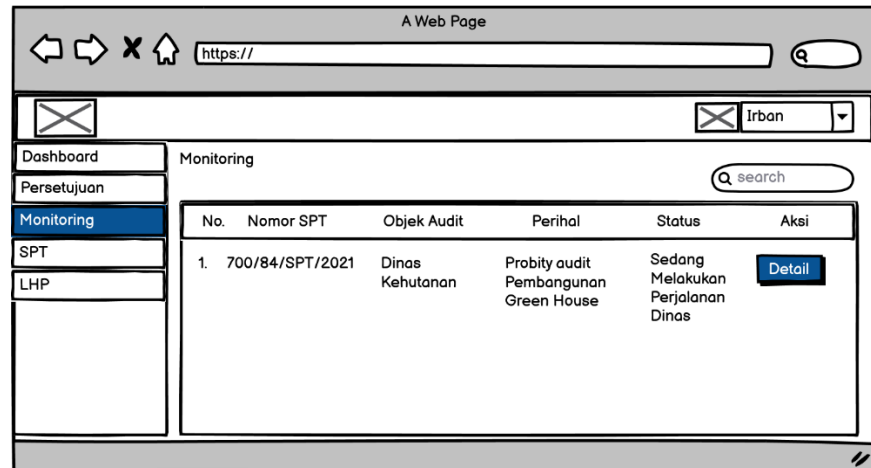 A Web Page
https://
Irban
Dashboard
Persetujuan
Monitoring
SPT
LHP
Monitoring
search
No. Nomor SPT Objek Audit Perihal Status Aksi
1. 700/84/SPT/2021 Dinas Kehutanan Probity audit Pembangunan Green House Sedang Melakukan Perjalanan Dinas Detail